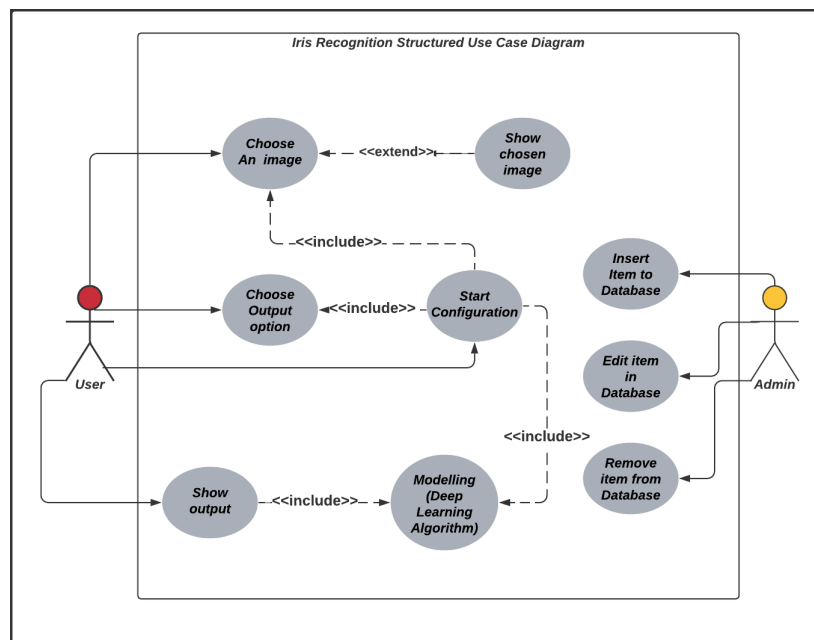 Iris Recognition Structured Use Case Diagram
Choose
An image
<<extend>>
Show
chosen
image
<<include>>
Insert
Item to
Database
Choose
Output
option
<<include>>
Start
Configuration
User
Edit item
in
Database
Admin
<<include>>
Show
output
<<include>>
Modelling
(Deep
Learning
Algorithm)
Remove
item from
Database